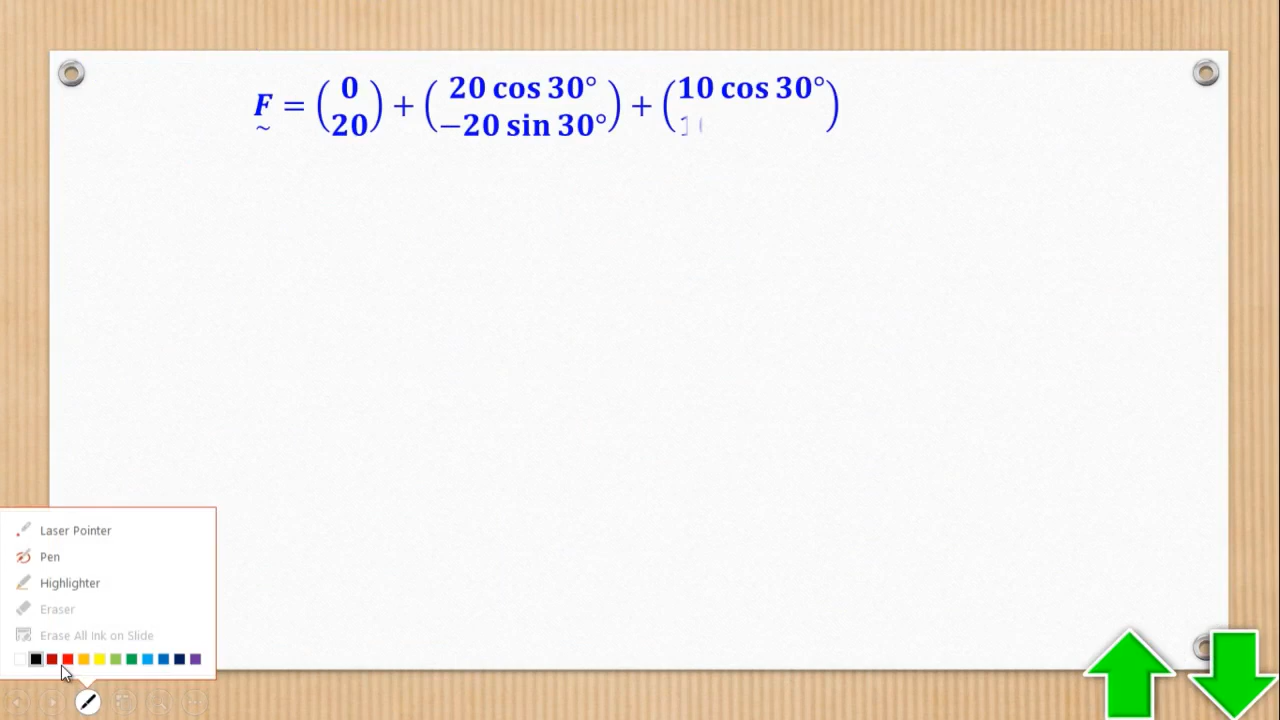 F = (0 20) + (20 cos 30° −20 sin 30°) + (10 cos 30°)
Laser Pointer
Pen
Highlighter
Eraser
Erase All Ink on Slide